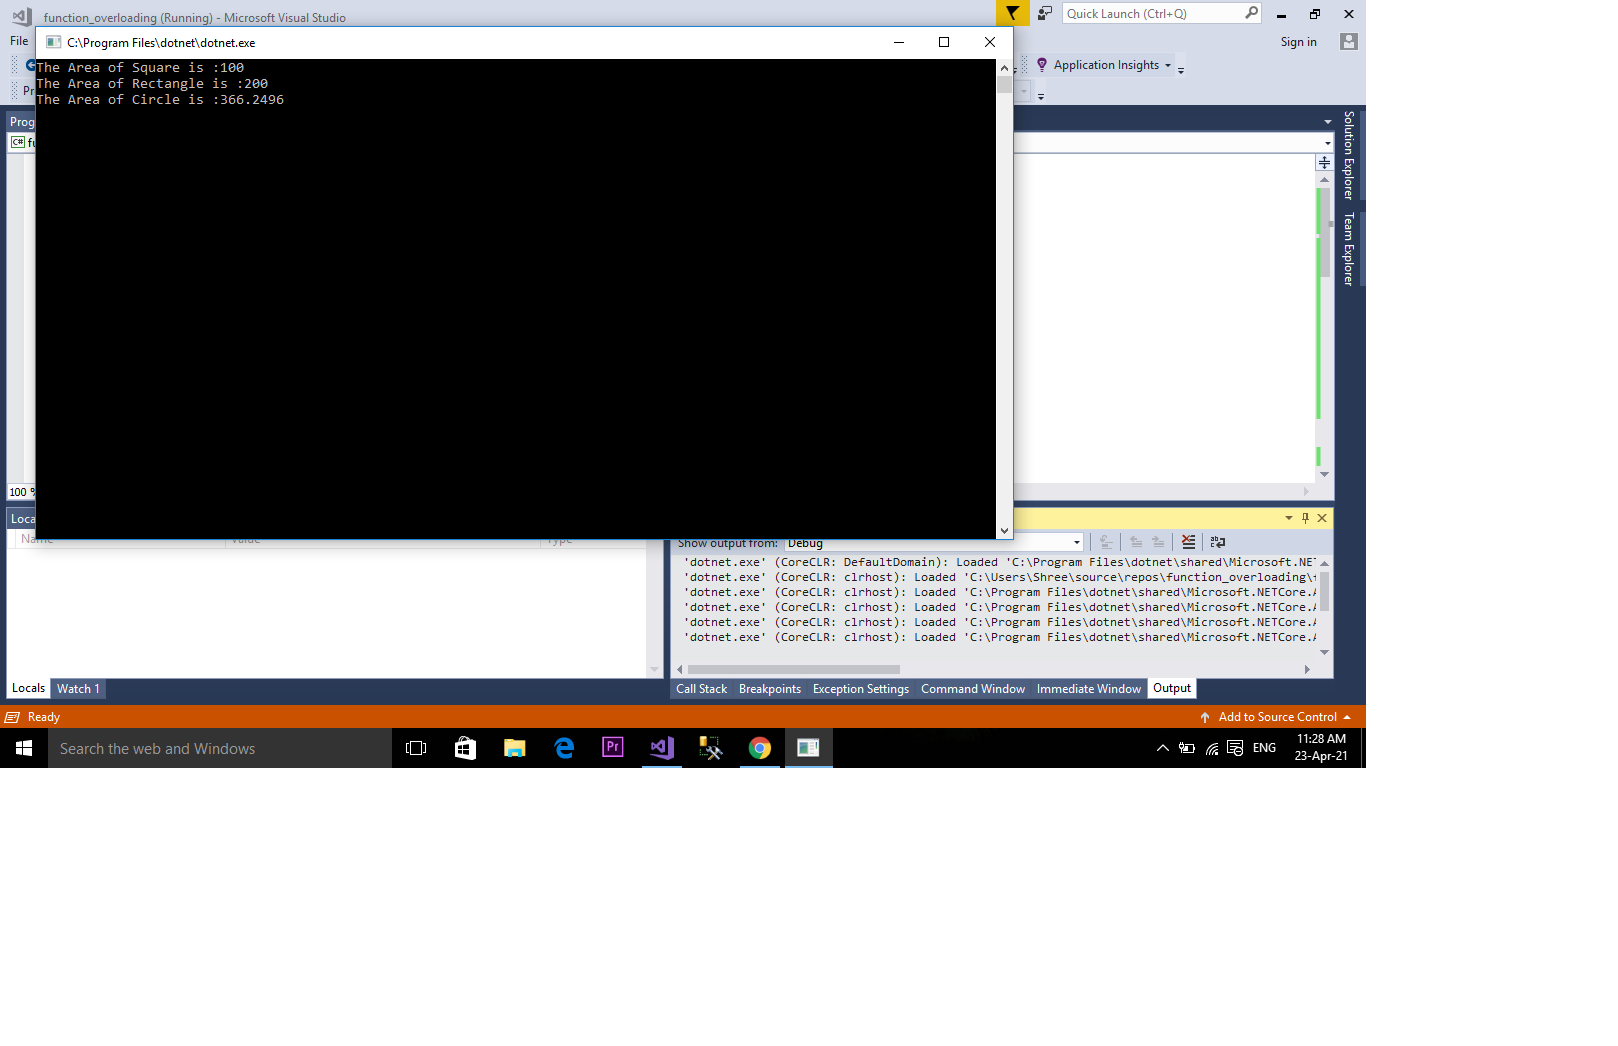 function_overloading (Running) - Microsoft Visual Studio
Quick Launch (Ctrl+Q)
File
Sign in
C:\Program Files\dotnet\dotnet.exe
Application Insights
The Area of Square is :100
The Area of Rectangle is :200
The Area of Circle is :366.2496
Solution Explorer
Team Explorer
C#
100 %
Name
Value
Type
Show output from:
Debug
'dotnet.exe' (CoreCLR: DefaultDomain): Loaded 'C:\Program Files\dotnet\shared\Microsoft.NET
'dotnet.exe' (CoreCLR: clrhost): Loaded 'C:\Users\Shree\source\repos\function_overloading\
'dotnet.exe' (CoreCLR: clrhost): Loaded 'C:\Program Files\dotnet\shared\Microsoft.NETCore.
'dotnet.exe' (CoreCLR: clrhost): Loaded 'C:\Program Files\dotnet\shared\Microsoft.NETCore.
'dotnet.exe' (CoreCLR: clrhost): Loaded 'C:\Program Files\dotnet\shared\Microsoft.NETCore.
'dotnet.exe' (CoreCLR: clrhost): Loaded 'C:\Program Files\dotnet\shared\Microsoft.NETCore.
Locals Watch 1
Call Stack Breakpoints Exception Settings Command Window Immediate Window Output
Ready
Add to Source Control
Search the web and Windows
Pr
ENG
11:28 AM
23-Apr-21